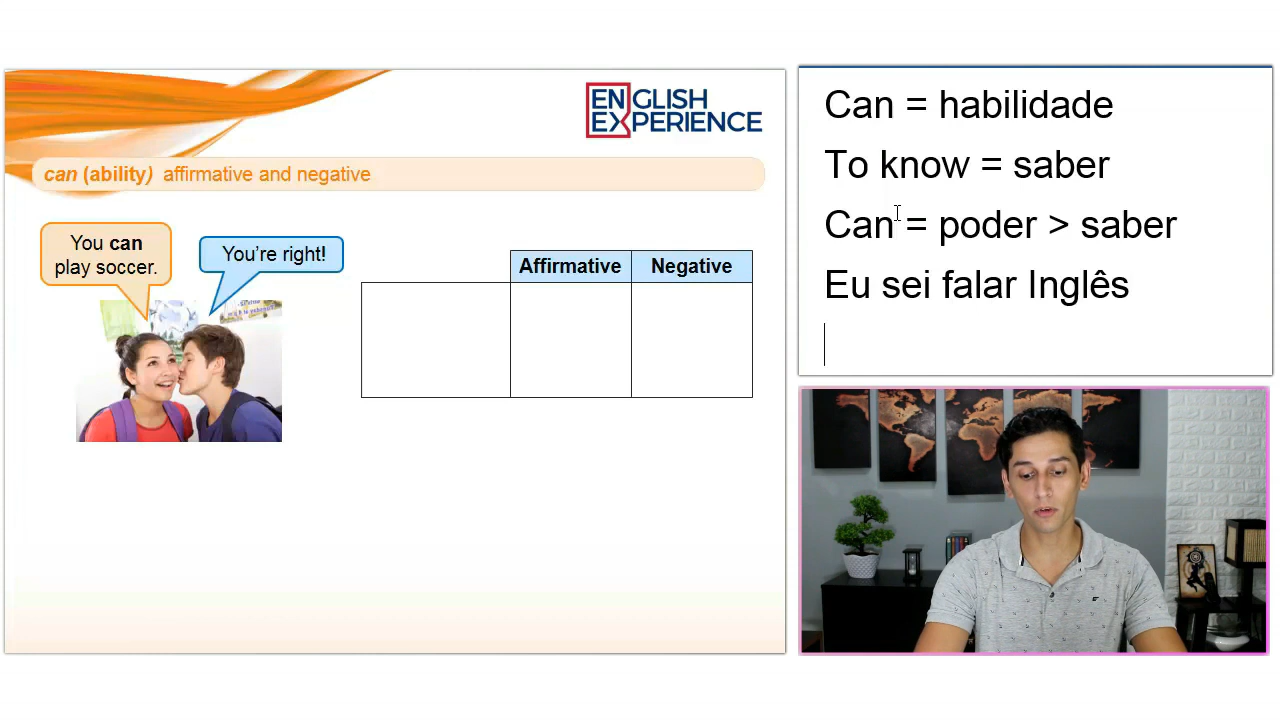 ENGLISH
EXPERIENCE
can (ability) affirmative and negative
You can
play soccer.
You're right!
Affirmative
Negative
Can = habilidade
To know = saber
Can = poder > saber
Eu sei falar Inglês